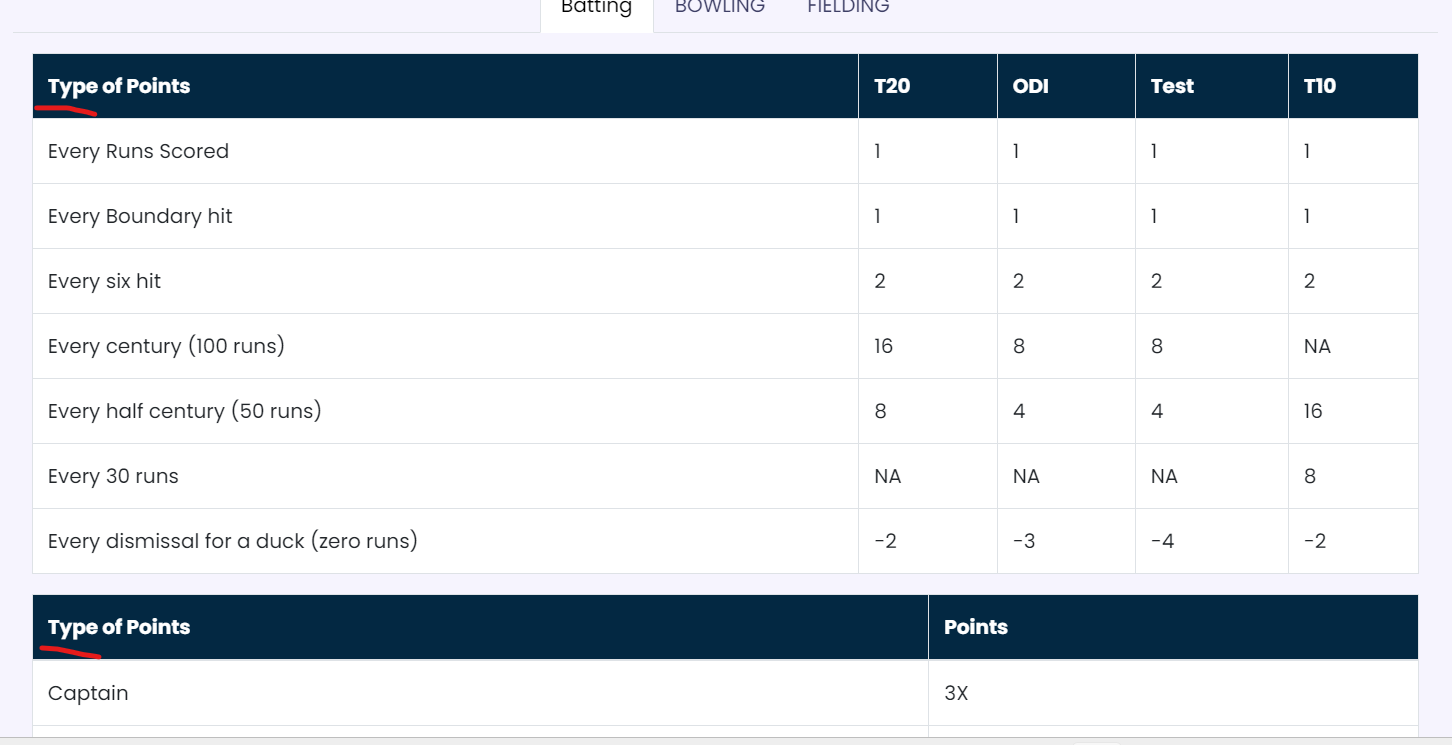 Batting BOWLING FIELDING
Type of Points T20 ODI Test T10
Every Runs Scored 1 1 1 1
Every Boundary hit 1 1 1 1
Every six hit 2 2 2 2
Every century (100 runs) 16 8 8 NA
Every half century (50 runs) 8 4 4 16
Every 30 runs NA NA NA 8
Every dismissal for a duck (zero runs) -2 -3 -4 -2
Type of Points Points
Captain 3X